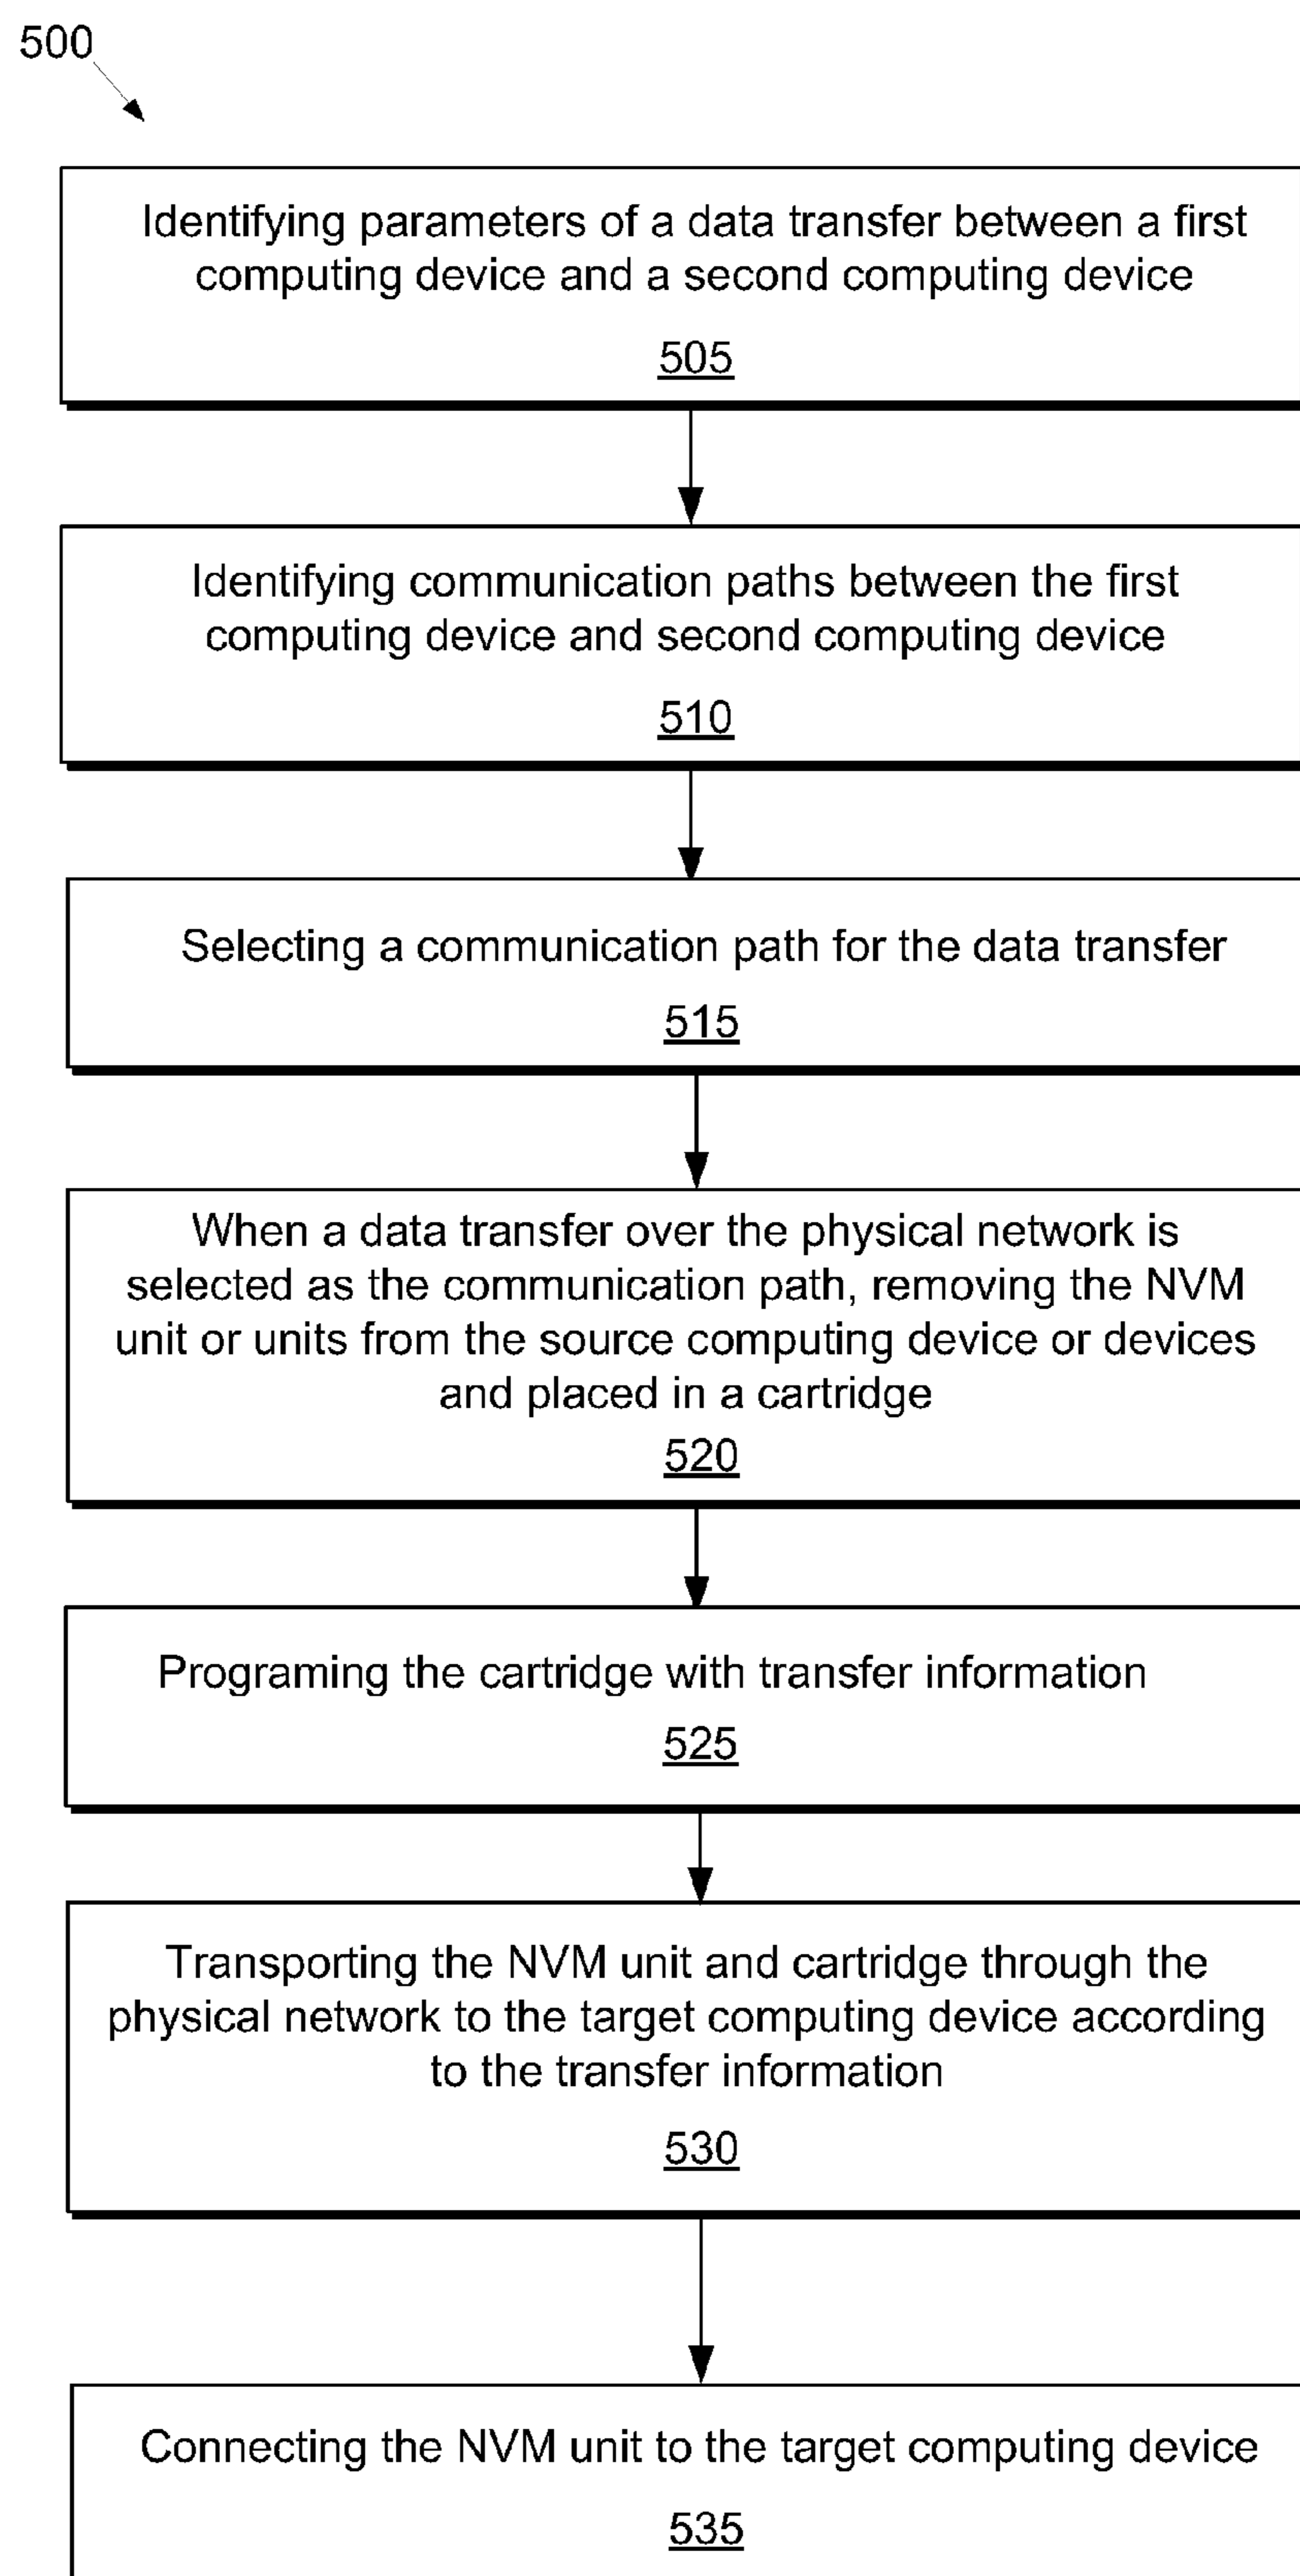 500
Identifying parameters of a data transfer between a first
computing device and a second computing device
505
Identifying communication paths between the first
computing device and second computing device
510
Selecting a communication path for the data transfer
515
When a data transfer over the physical network is
selected as the communication path, removing the NVM
unit or units from the source computing device or devices
and placed in a cartridge
520
Programing the cartridge with transfer information
525
Transporting the NVM unit and cartridge through the
physical network to the target computing device according
to the transfer information
530
Connecting the NVM unit to the target computing device
535